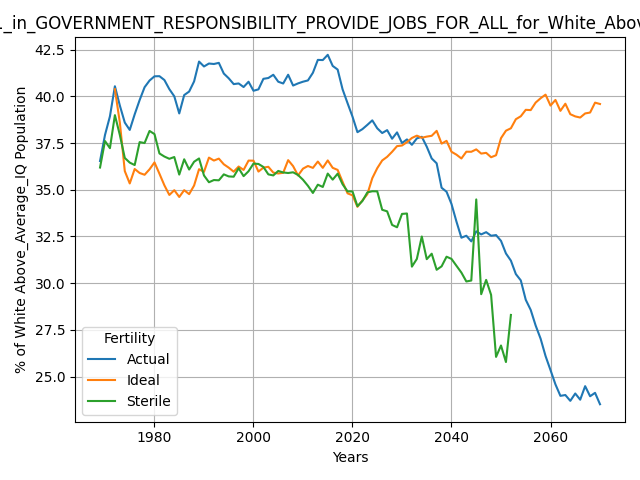 _in_GOVERNMENT_RESPONSIBILITY_PROVIDE_JOBS_FOR_ALL_for_White_Abov
42.5
40.0
37.5
35.0
32.5
30.0
27.5
25.0
% of White Above_Average_IQ Population
Fertility
Actual
Ideal
Sterile
1980 2000 2020 2040 2060
Years